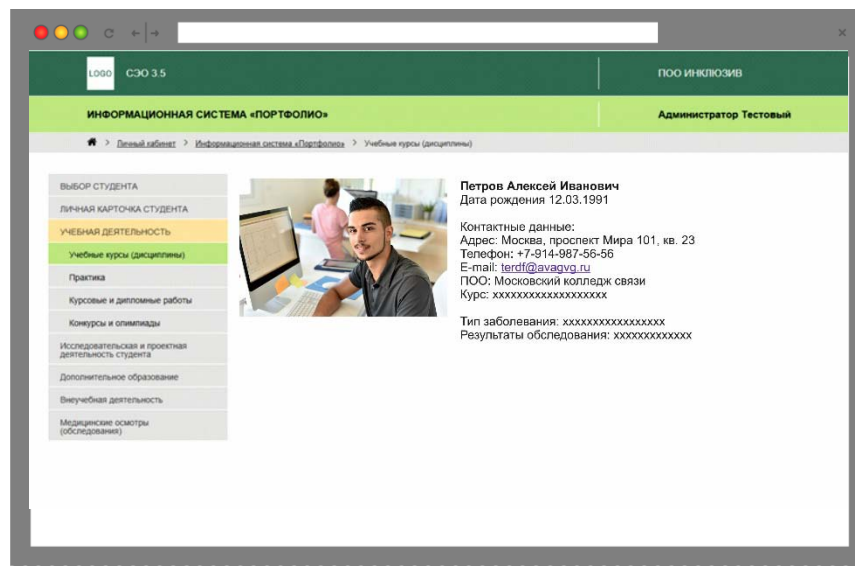 LOGO СЭО 3.5 ПОО ИНКЛЮЗИВ
ИНФОРМАЦИОННАЯ СИСТЕМА «ПОРТФОЛИО» Администратор Тестовый
> Личный кабинет > Информационная система «Портфолио» > Учебные курсы (дисциплины)
ВЫБОР СТУДЕНТА
ЛИЧНАЯ КАРТОЧКА СТУДЕНТА
УЧЕБНАЯ ДЕЯТЕЛЬНОСТЬ
Учебные курсы (дисциплины)
Практика
Курсовые и дипломные работы
Конкурсы и олимпиады
Исследовательская и проектная
деятельность студента
Дополнительное образование
Внеучебная деятельность
Медицинские осмотры
(обследования)
Петров Алексей Иванович
Дата рождения 12.03.1991
Контактные данные:
Адрес: Москва, проспект Мира 101, кв. 23
Телефон: +7-914-987-56-56
E-mail: terdf@avagvg.ru
ПОО: Московский колледж связи
Курс: xxxxxxxxxxxxxxxxxxx
Тип заболевания: xxxxxxxxxxxxxxxxx
Результаты обследования: xxxxxxxxxxxxx